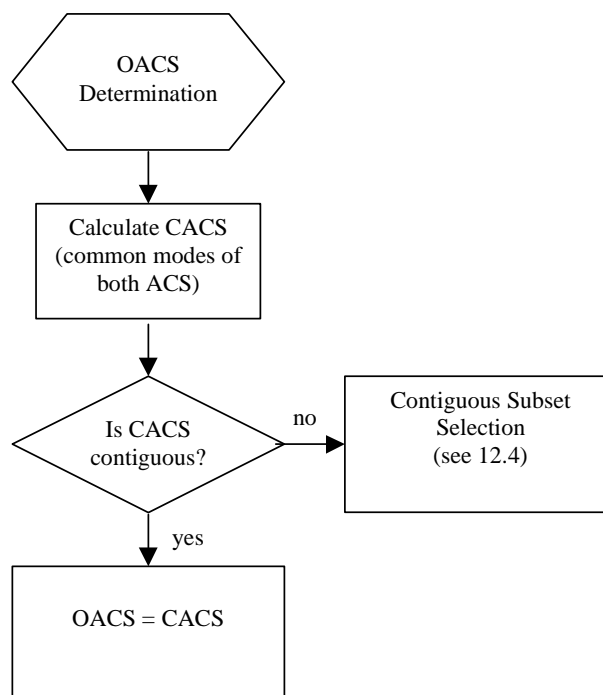 OACS
Determination
Calculate CACS
(common modes of
both ACS)
Is CACS
contiguous?
no
Contiguous Subset
Selection
(see 12.4)
yes
OACS = CACS